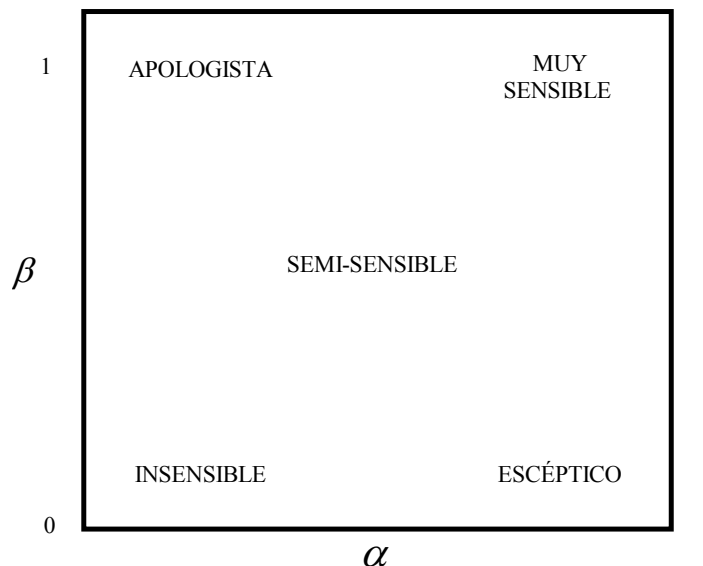 1
APOLOGISTA
MUY
SENSIBLE
β
SEMI-SENSIBLE
INSENSIBLE
ESCÉPTICO
0
α